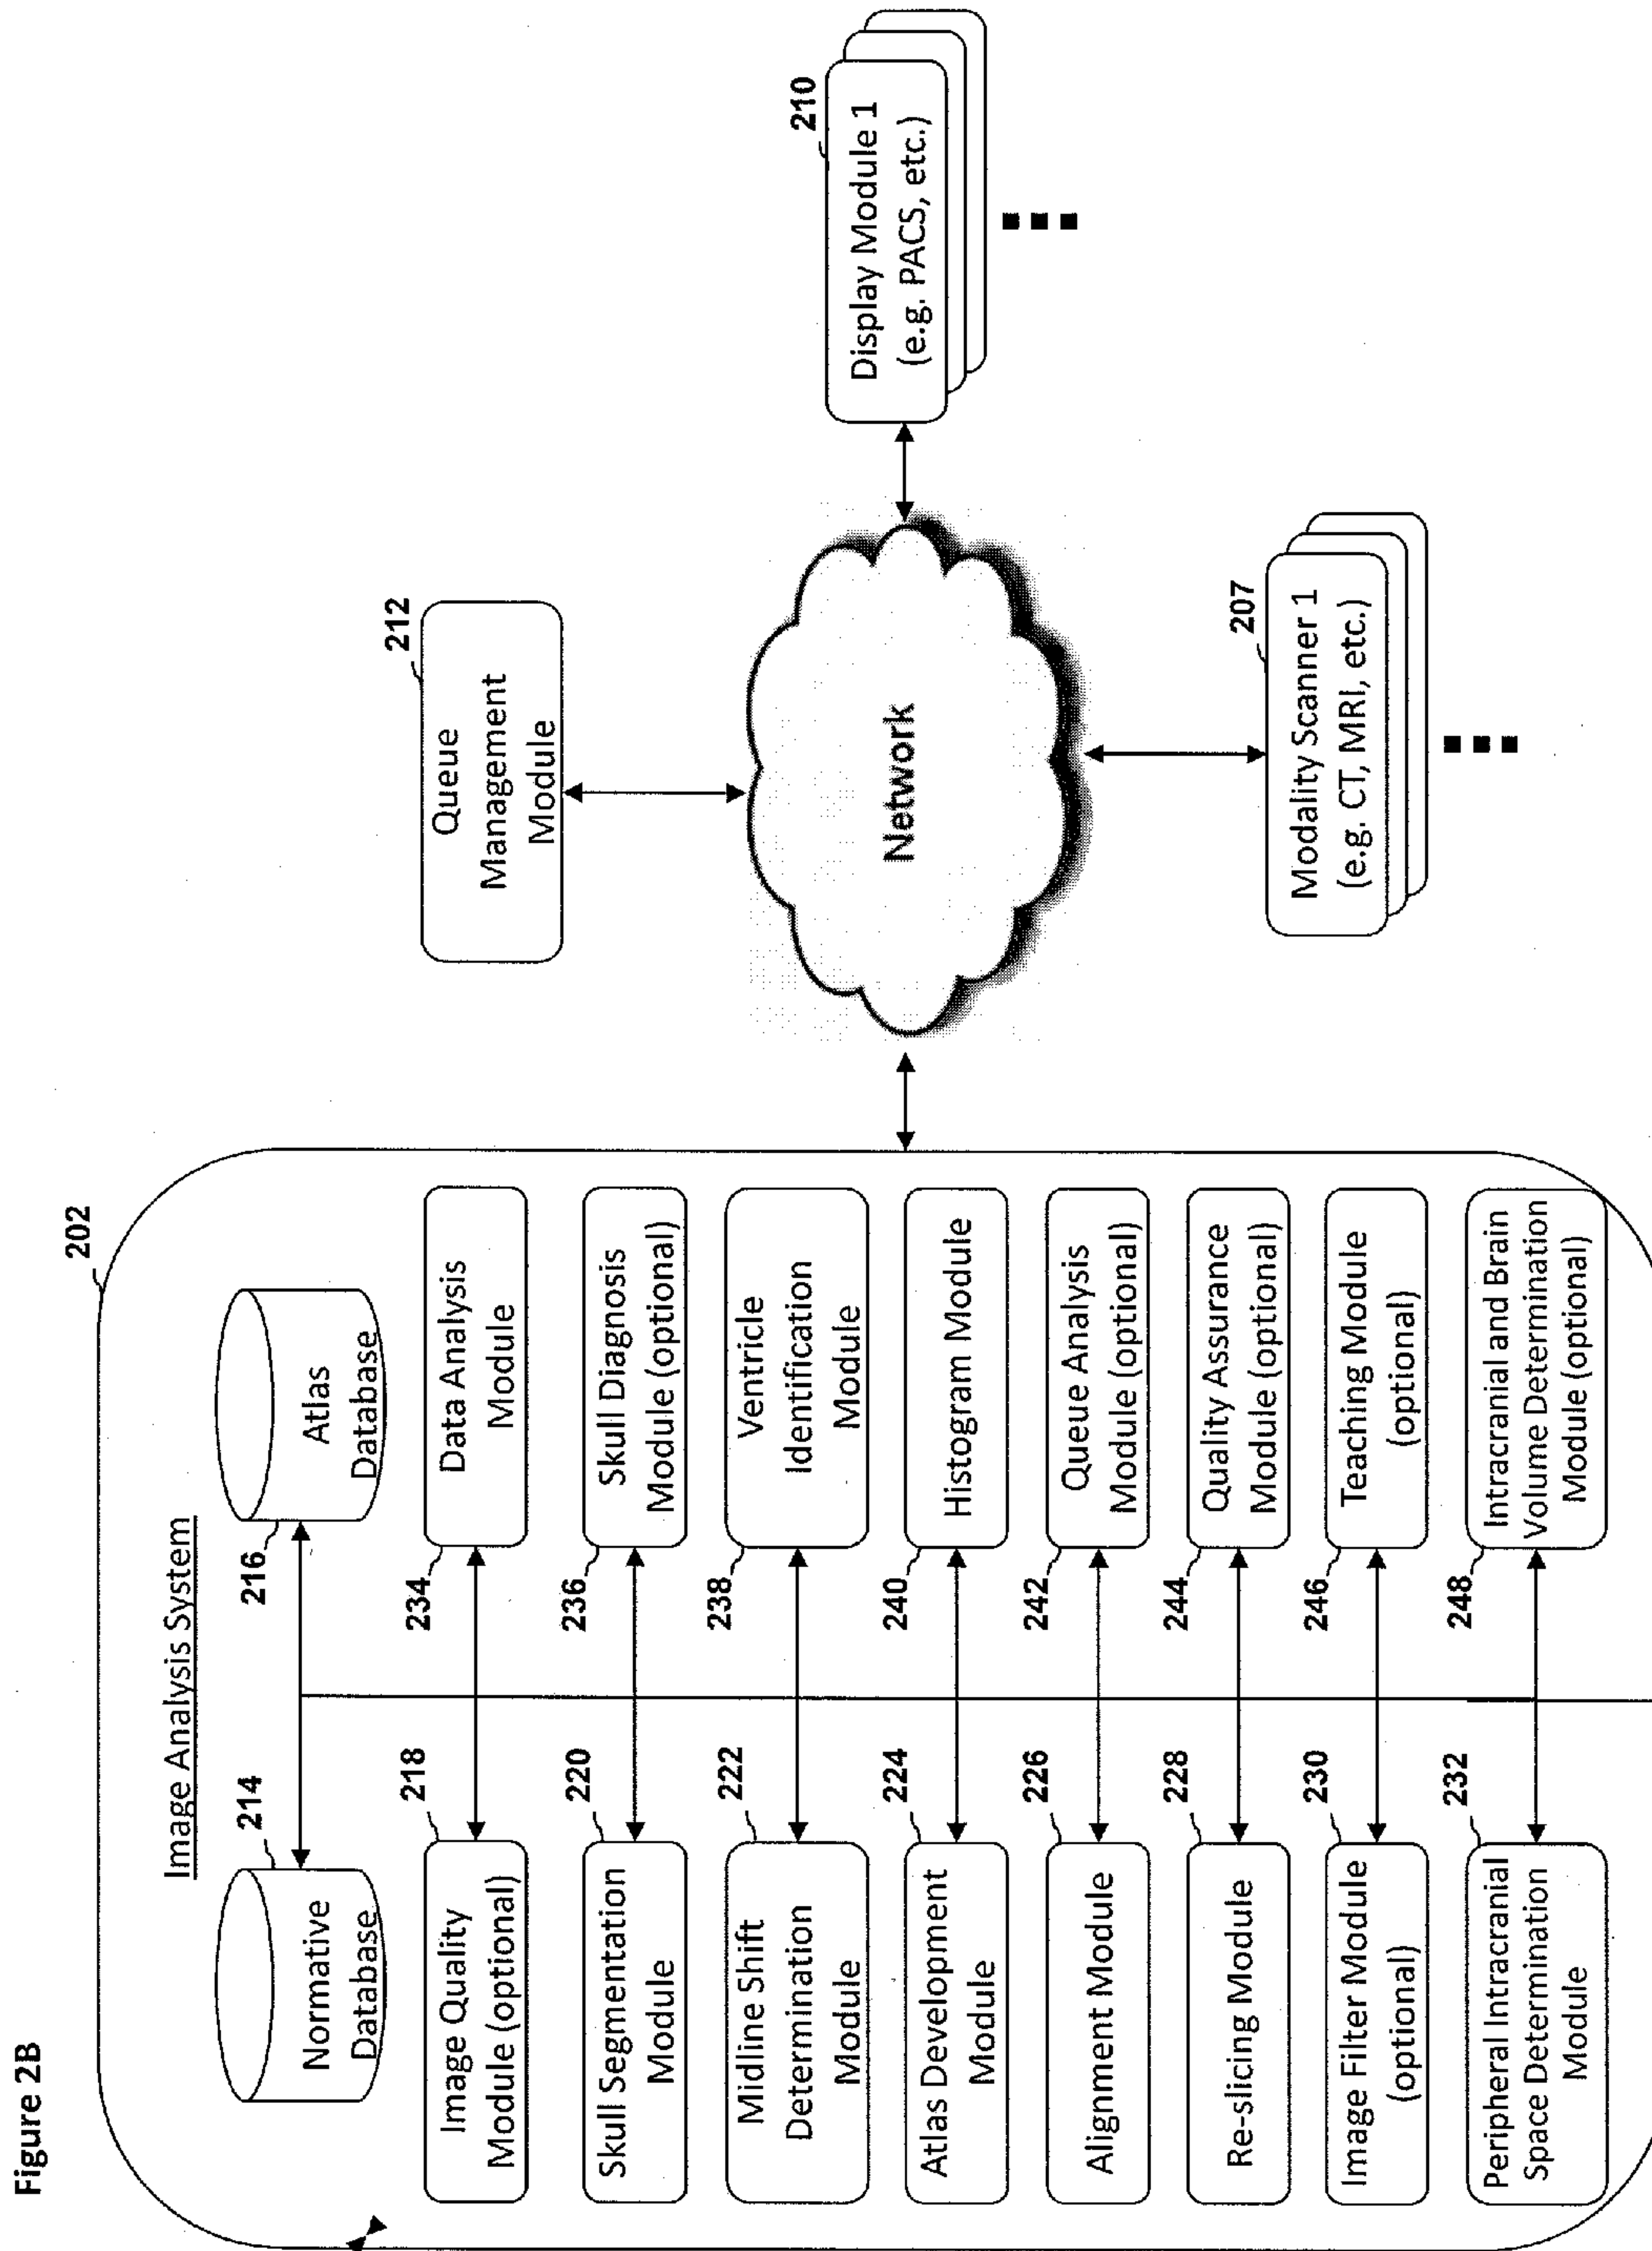 Figure 2B
202
Image Analysis System
214
Normative
Database
216
Atlas
Database
218
Image Quality
Module (optional)
234
Data Analysis
Module
220
Skull Segmentation
Module
236
Skull Diagnosis
Module (optional)
222
Midline Shift
Determination
Module
238
Ventricle
Identification
Module
224
Atlas Development
Module
240
Histogram Module
226
Alignment Module
242
Queue Analysis
Module (optional)
228
Re-slicing Module
244
Quality Assurance
Module (optional)
230
Image Filter Module
(optional)
246
Teaching Module
(optional)
232
Peripheral Intracranial
Space Determination
Module
248
Intracranial and Brain
Volume Determination
Module (optional)
212
Queue
Management
Module
Network
210
Display Module 1
(e.g. PACS, etc.)
207
Modality Scanner 1
(e.g. CT, MRI, etc.)